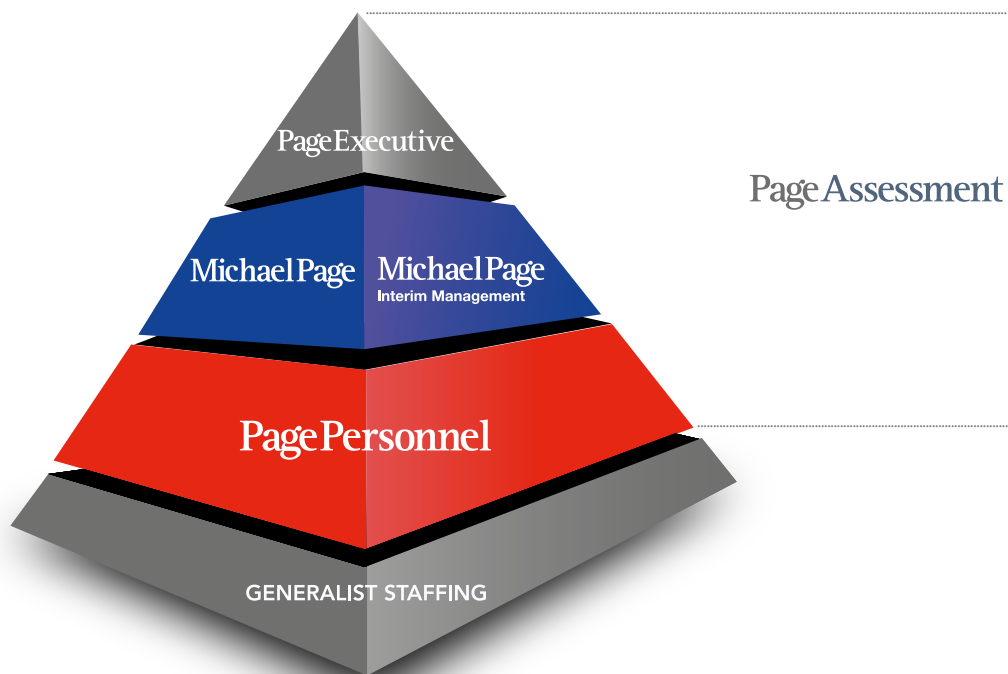 PageExecutive
PageAssessment
MichaelPage
MichaelPage
Interim Management
PagePersonnel
GENERALIST STAFFING